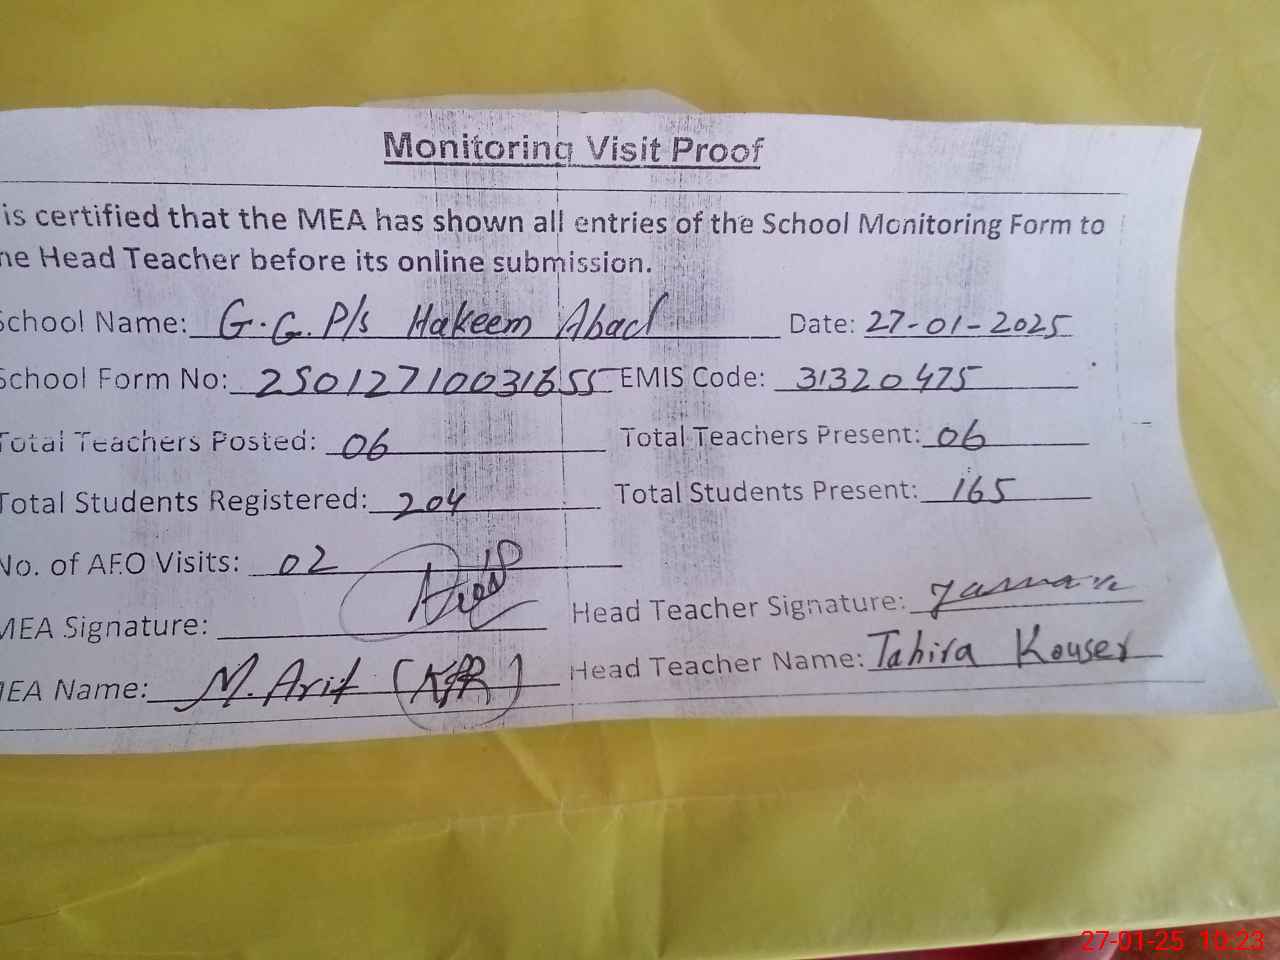 Monitoring Visit Proof
is certified that the MEA has shown all entries of the School Monitoring Form to
he Head Teacher before its online submission.
School Name: G.G.P/s Hakeem Abad Date: 27-01-2025
School Form No: 25012710031655 EMIS Code: 31320475
Total Teachers Posted: 06 Total Teachers Present: 06
Total Students Registered: 204 Total Students Present: 165
No. of AEO Visits: 02
MEA Signature: Head Teacher Signature:
MEA Name: M. Arif Head Teacher Name: Tahira Kouser
27-01-25 10:23